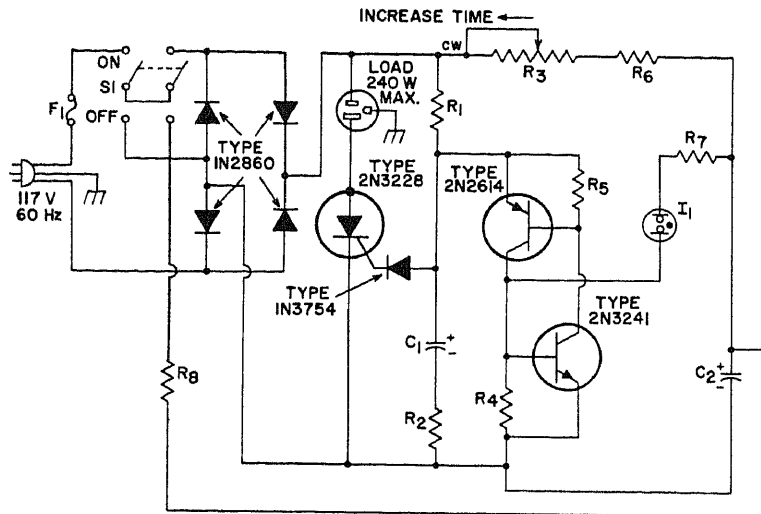 INCREASE TIME
ON
S1
OFF
F1
117 V
60 Hz
TYPE
IN2860
LOAD
240 W
MAX.
TYPE
2N3228
TYPE
1N3754
CW
R3
R6
R1
TYPE
2N2614
R5
R7
I1
TYPE
2N3241
C1
+
-
R2
R4
C2
+
-
R8